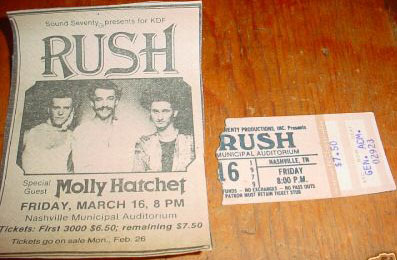 Sound Seventy presents for KDF
RUSH
Special
Guest
Molly Hatchet
FRIDAY, MARCH 16, 8 PM
Nashville Municipal Auditorium
Tickets: First 3000 $6.50; remaining $7.50
Tickets go on sale Mon., Feb. 26
VENTY PRODUCTIONS, INC. Presents
RUSH
MUNICIPAL AUDITORIUM
16
NASHVILLE, TN
FRIDAY
8:00 P.M.
FUNDS - NO EXCHANGES - NO PASS OUTS
PATRON MUST RETAIN TICKET STUB
$7.50
GEN. ADM.
02923